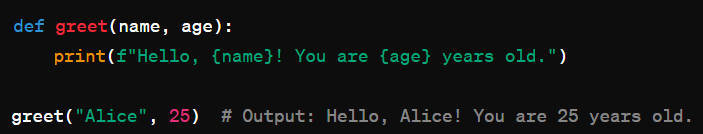 def greet(name, age):
    print(f"Hello, {name}! You are {age} years old.")
greet("Alice", 25)  # Output: Hello, Alice! You are 25 years old.